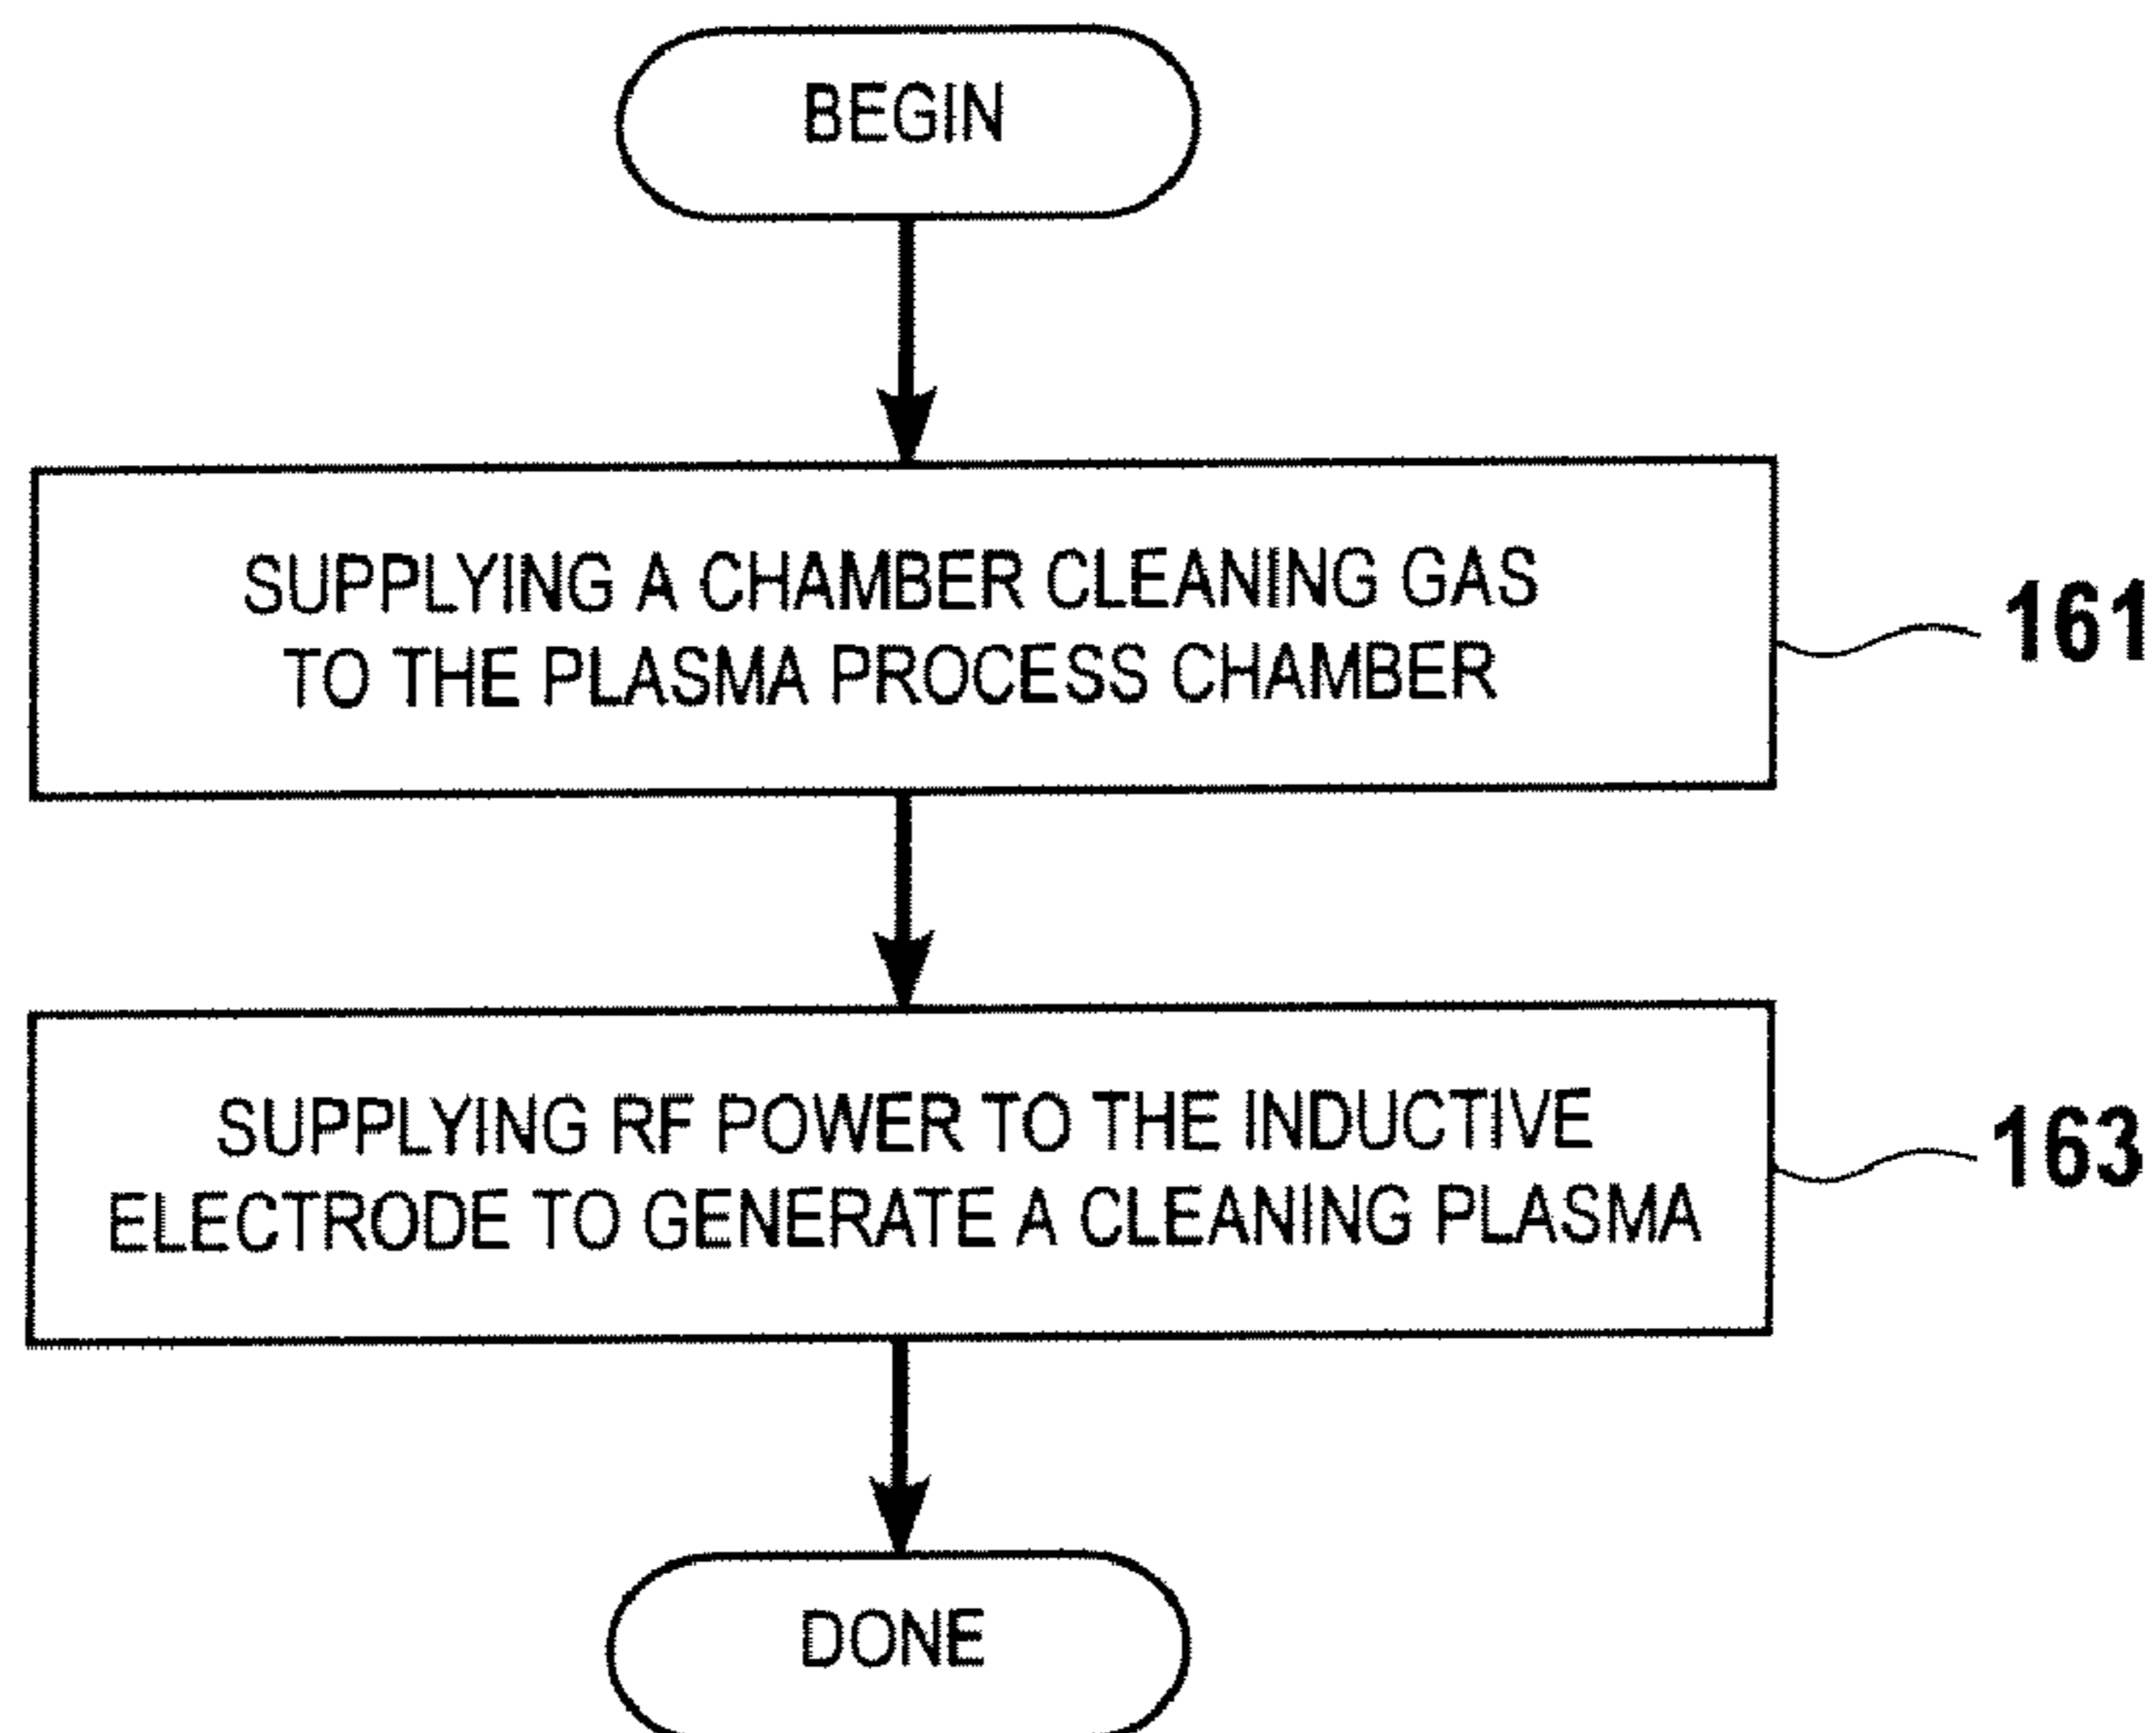 BEGIN
SUPPLYING A CHAMBER CLEANING GAS
TO THE PLASMA PROCESS CHAMBER
161
SUPPLYING RF POWER TO THE INDUCTIVE
ELECTRODE TO GENERATE A CLEANING PLASMA
163
DONE